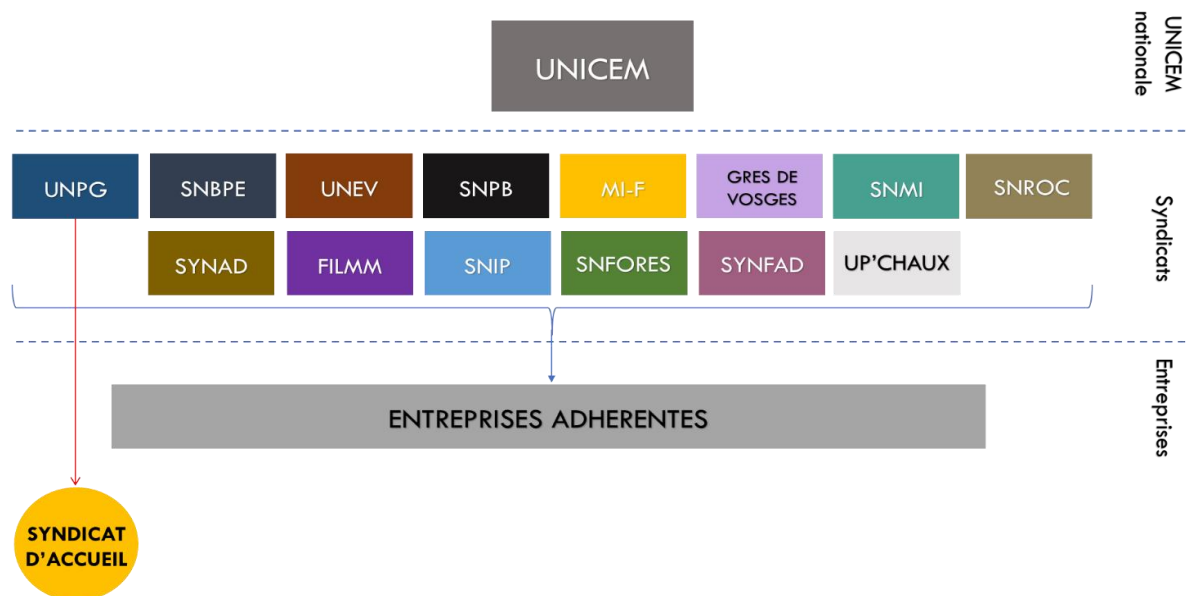 UNICEM
UNICEM
nationale
UNPG
SNBPE
UNEV
SNPB
MI-F
GRES DE
VOSGES
SNMI
SNROC
SYNAD
FILMM
SNIP
SNFORES
SYNFAD
UP'CHAUX
Syndicats
ENTREPRISES ADHERENTES
Entreprises
SYNDICAT
D'ACCUEIL